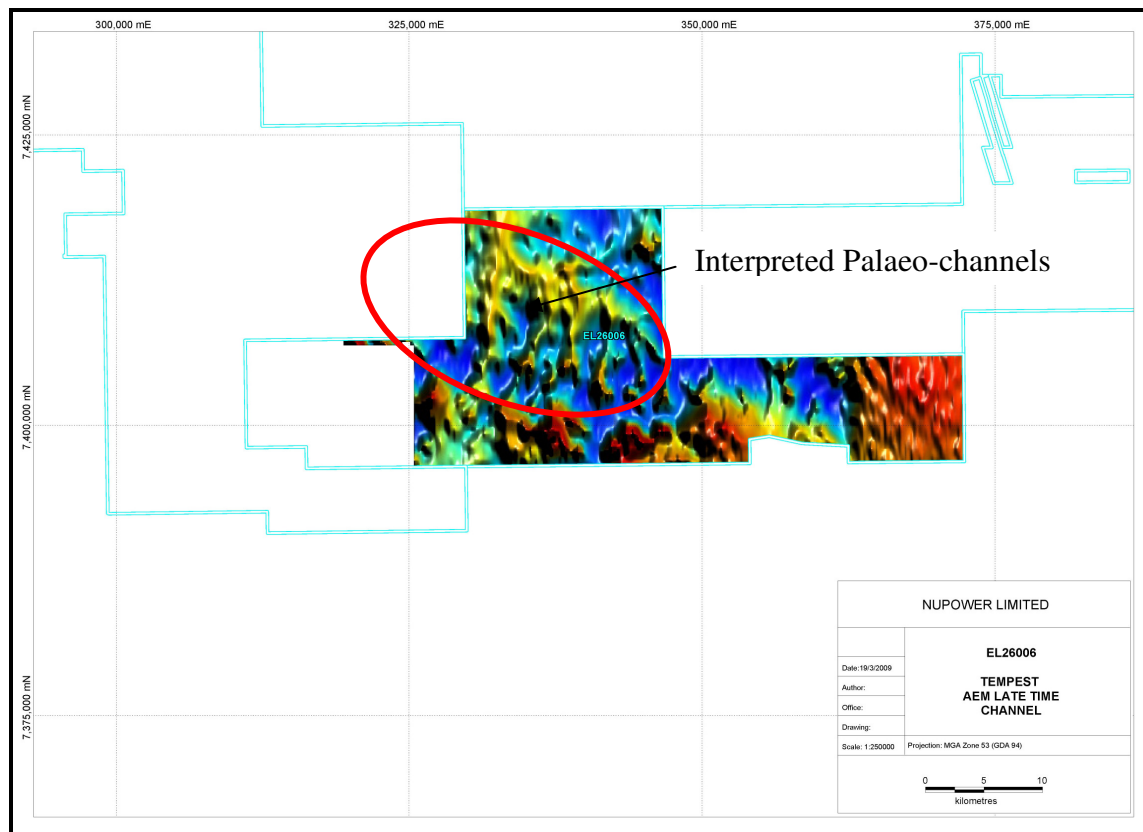 300,000 mE
325,000 mE
350,000 mE
375,000 mE
7,425,000 mN
7,400,000 mN
7,375,000 mN
Interpreted Palaeo-channels
EL26006
NUPOWER LIMITED
EL26006
TEMPEST
AEM LATE TIME
CHANNEL
Date:19/3/2009
Author:
Office:
Drawing:
Scale: 1:250000
Projection: MGA Zone 53 (GDA 94)
0 5 10
kilometres